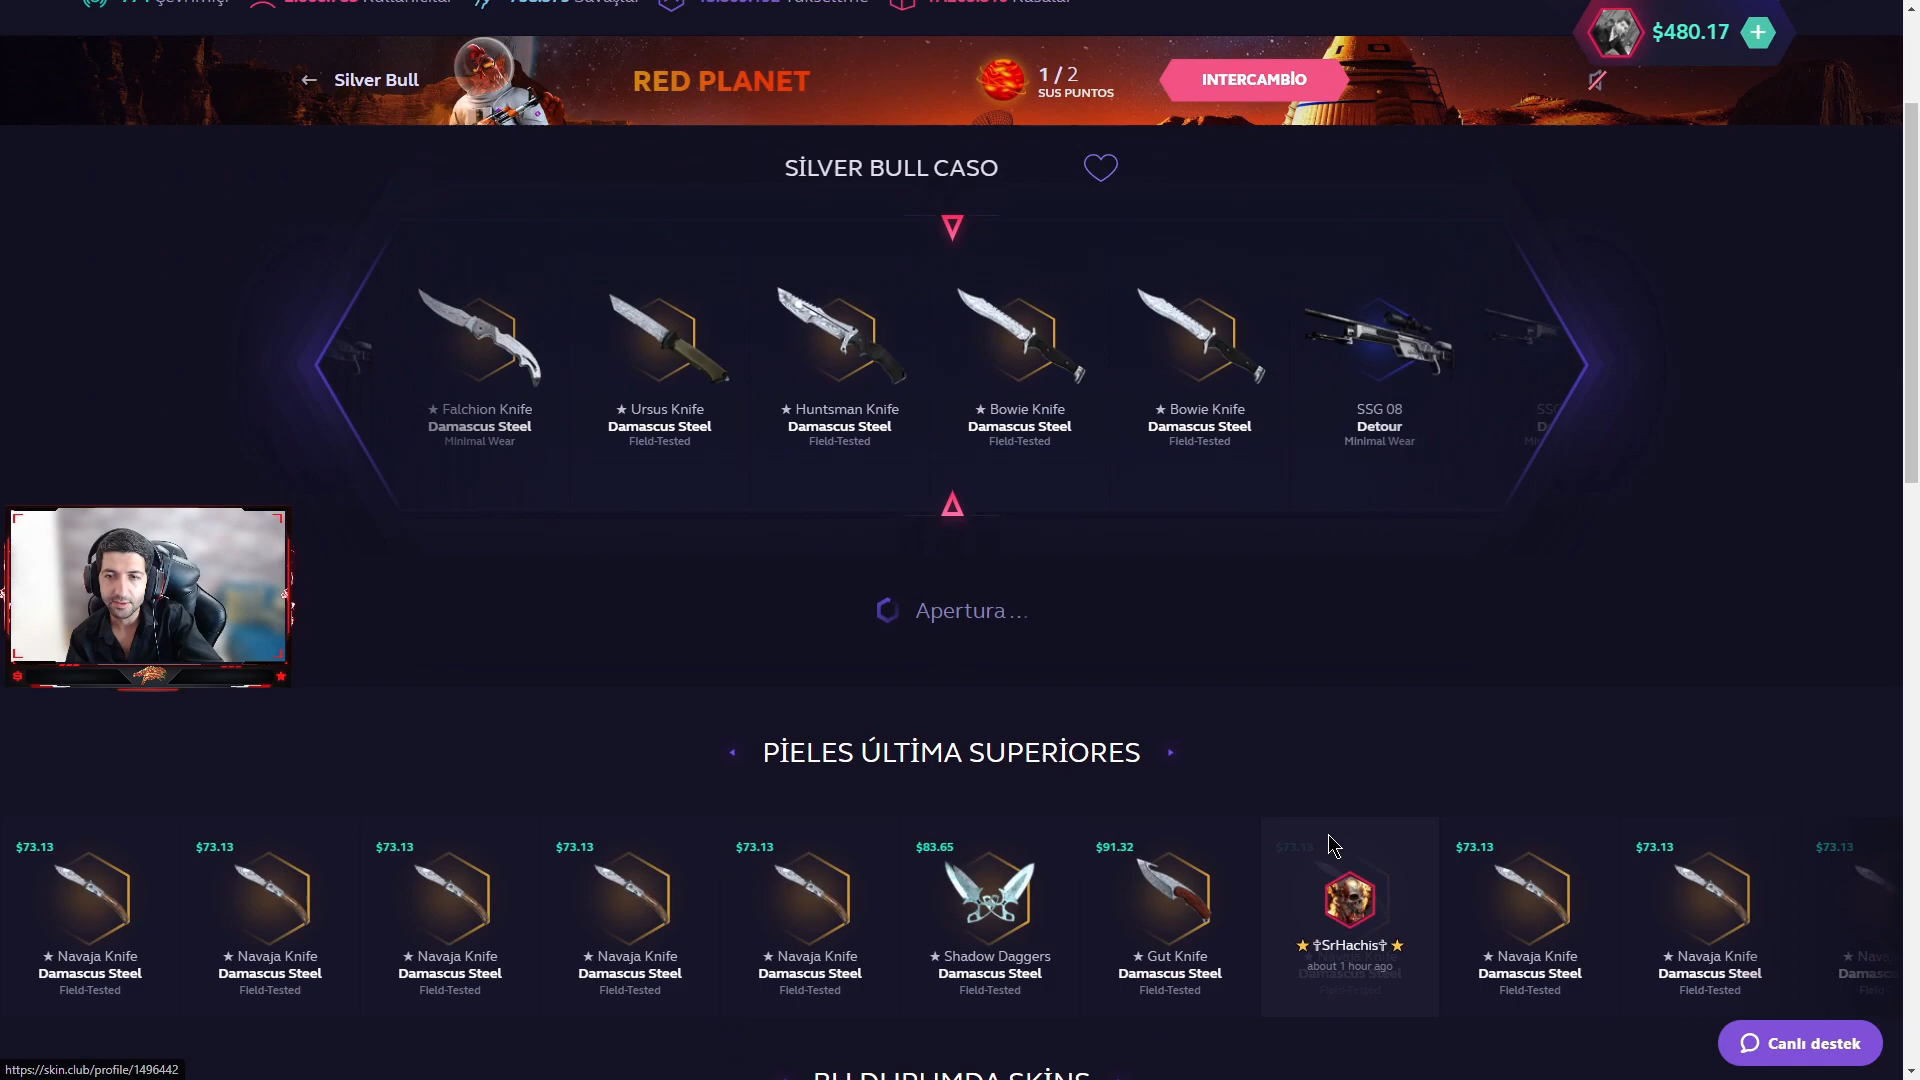 $480.17
Silver Bull
RED PLANET
1 / 2
SUS PUNTOS
INTERCAMBİO
SİLVER BULL CASO
★ Falchion Knife
Damascus Steel
Minimal Wear
★ Ursus Knife
Damascus Steel
Field-Tested
★ Huntsman Knife
Damascus Steel
Field-Tested
★ Bowie Knife
Damascus Steel
Field-Tested
★ Bowie Knife
Damascus Steel
Field-Tested
SSG 08
Detour
Minimal Wear
Apertura...
PİELES ÚLTİMA SUPERİORES
$73.13
★ Navaja Knife
Damascus Steel
Field-Tested
$73.13
★ Navaja Knife
Damascus Steel
Field-Tested
$73.13
★ Navaja Knife
Damascus Steel
Field-Tested
$73.13
★ Navaja Knife
Damascus Steel
Field-Tested
$73.13
★ Navaja Knife
Damascus Steel
Field-Tested
$83.65
★ Shadow Daggers
Damascus Steel
Field-Tested
$91.32
★ Gut Knife
Damascus Steel
Field-Tested
$73.13
★ ✝SrHachis✝ ★
about 1 hour ago
$73.13
★ Navaja Knife
Damascus Steel
Field-Tested
$73.13
★ Navaja Knife
Damascus Steel
Field-Tested
$73.13
Canlı destek
https://skin.club/profile/1496442